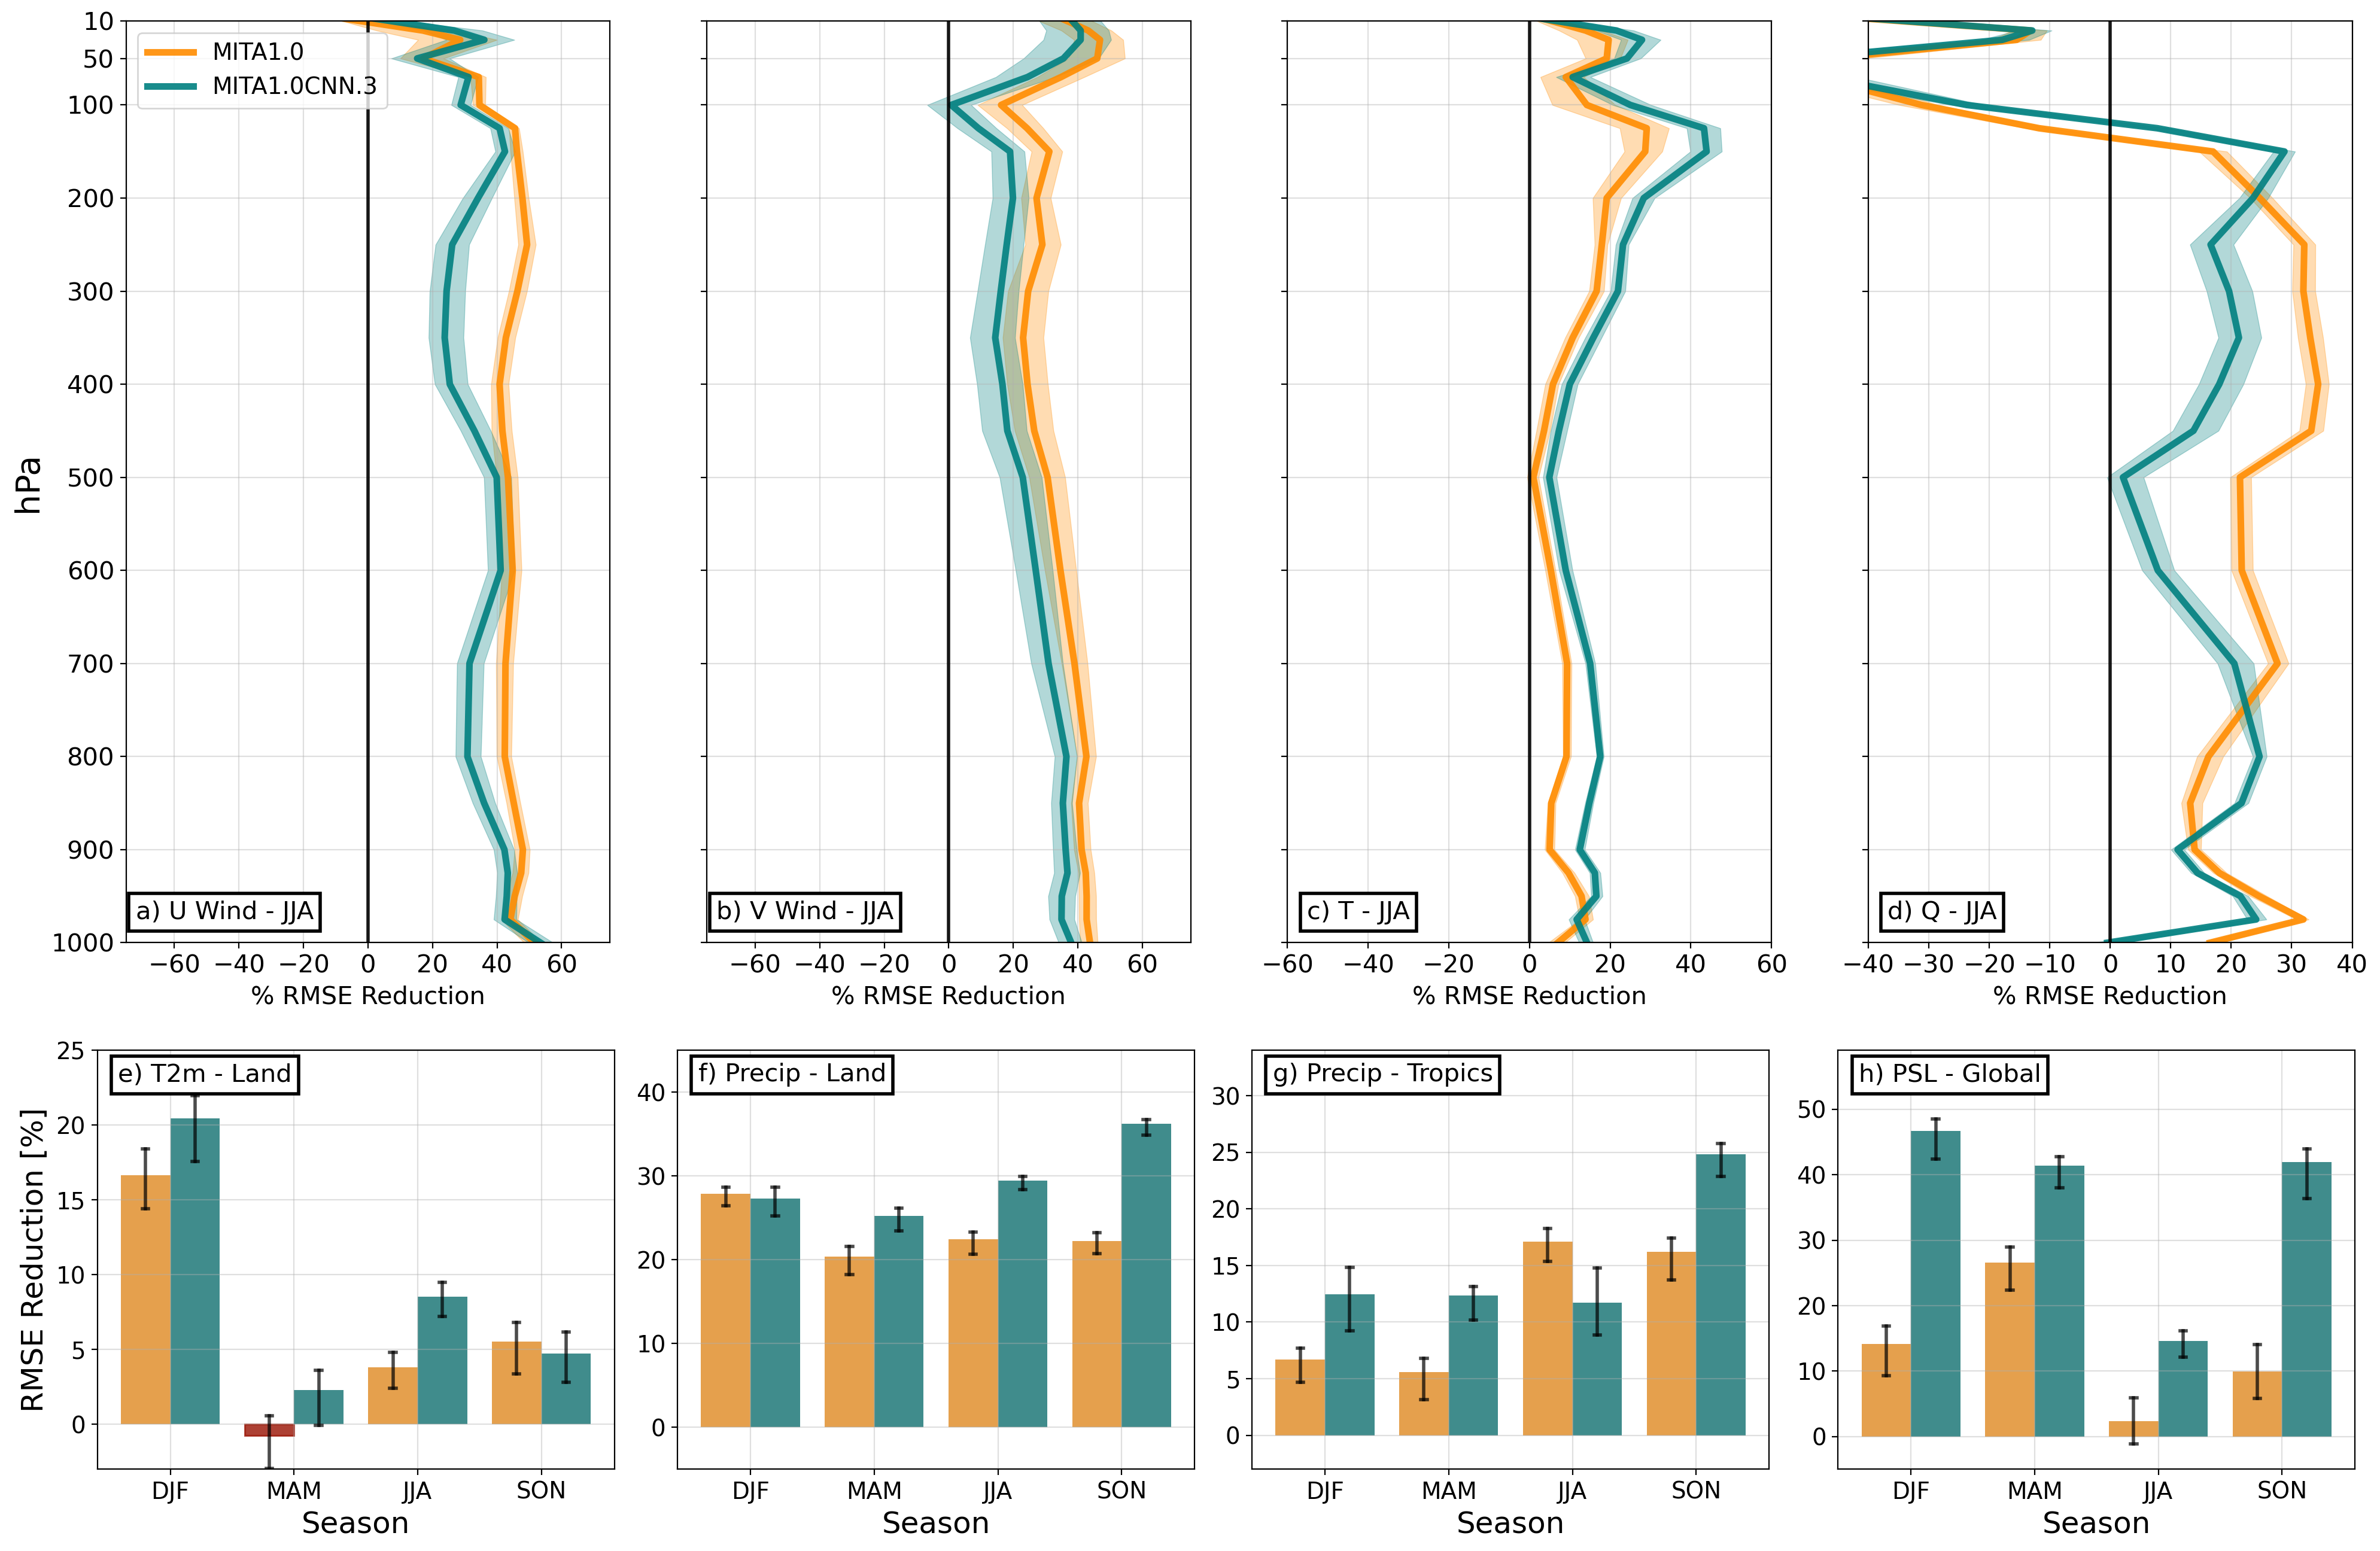 MITA1.0
MITA1.0CNN.3
hPa
10
50
100
200
300
400
500
600
700
800
900
1000
a) U Wind - JJA
b) V Wind - JJA
c) T - JJA
d) Q - JJA
−60 −40 −20 0 20 40 60
−60 −40 −20 0 20 40 60
−60 −40 −20 0 20 40 60
−40 −30 −20 −10 0 10 20 30 40
% RMSE Reduction
% RMSE Reduction
% RMSE Reduction
% RMSE Reduction
RMSE Reduction [%]
e) T2m - Land
25
20
15
10
5
0
DJF MAM JJA SON
Season
f) Precip - Land
40
30
20
10
0
DJF MAM JJA SON
Season
g) Precip - Tropics
30
25
20
15
10
5
0
DJF MAM JJA SON
Season
h) PSL - Global
50
40
30
20
10
0
DJF MAM JJA SON
Season